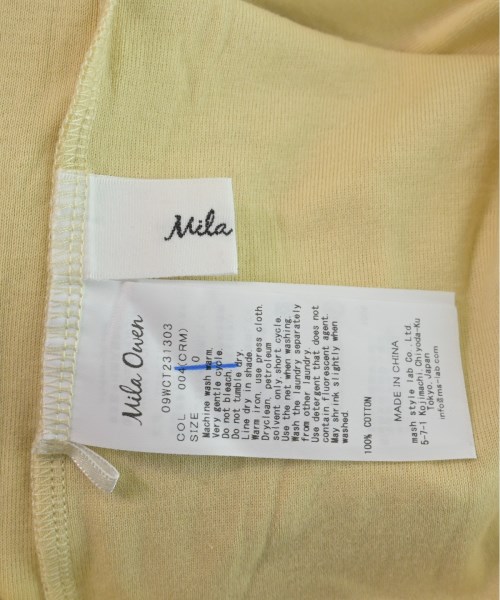 Mila
Mila Owen
09WCT231303
COL 004(CRM)
SIZE 0
Machine wash warm.
Very gentle cycle.
Do not bleach.
Do not tumble dry.
Line dry in shade.
Warm iron, use press cloth.
Dryclean, petroleum
solvent only short cycle.
Use the net when washing.
Wash the laundry separately
from other laundry.
Use detergent that does not
contain fluorescent agent.
May shrink slightly when
washed.
100% COTTON
MADE IN CHINA
mash style lab Co., Ltd.
5-7-1 Kojimachi, Chiyoda-Ku
Tokyo, Japan
info@ma-lab.com